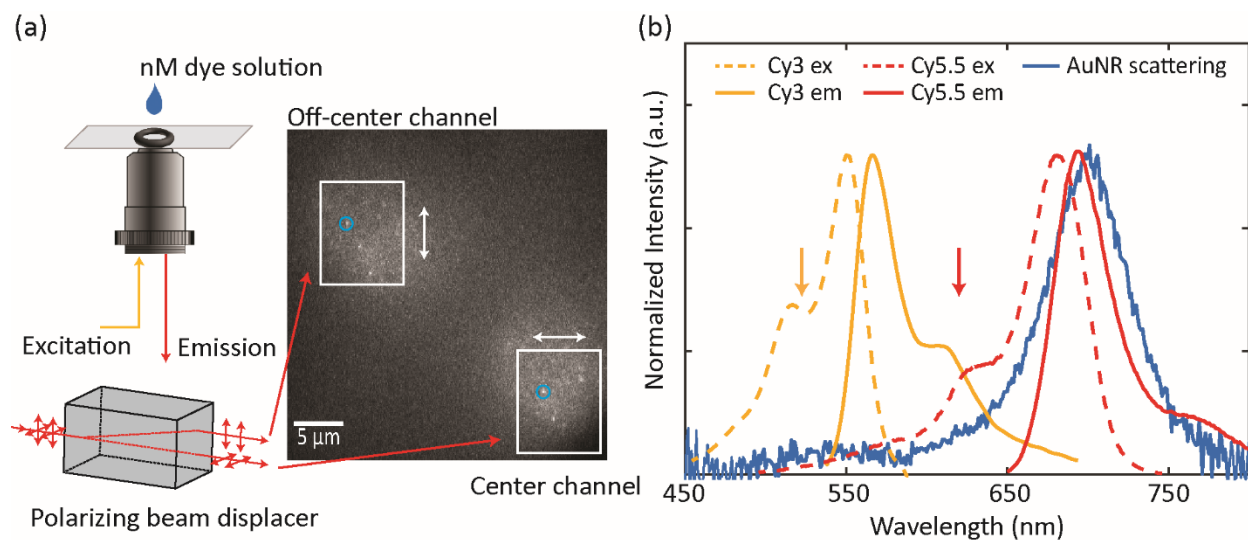 (a)
nM dye solution
Off-center channel
Excitation
Emission
5 μm
Center channel
Polarizing beam displacer
(b)
Cy3 ex
Cy5.5 ex
AuNR scattering
Cy3 em
Cy5.5 em
Normalized Intensity (a.u.)
450
550
650
750
Wavelength (nm)